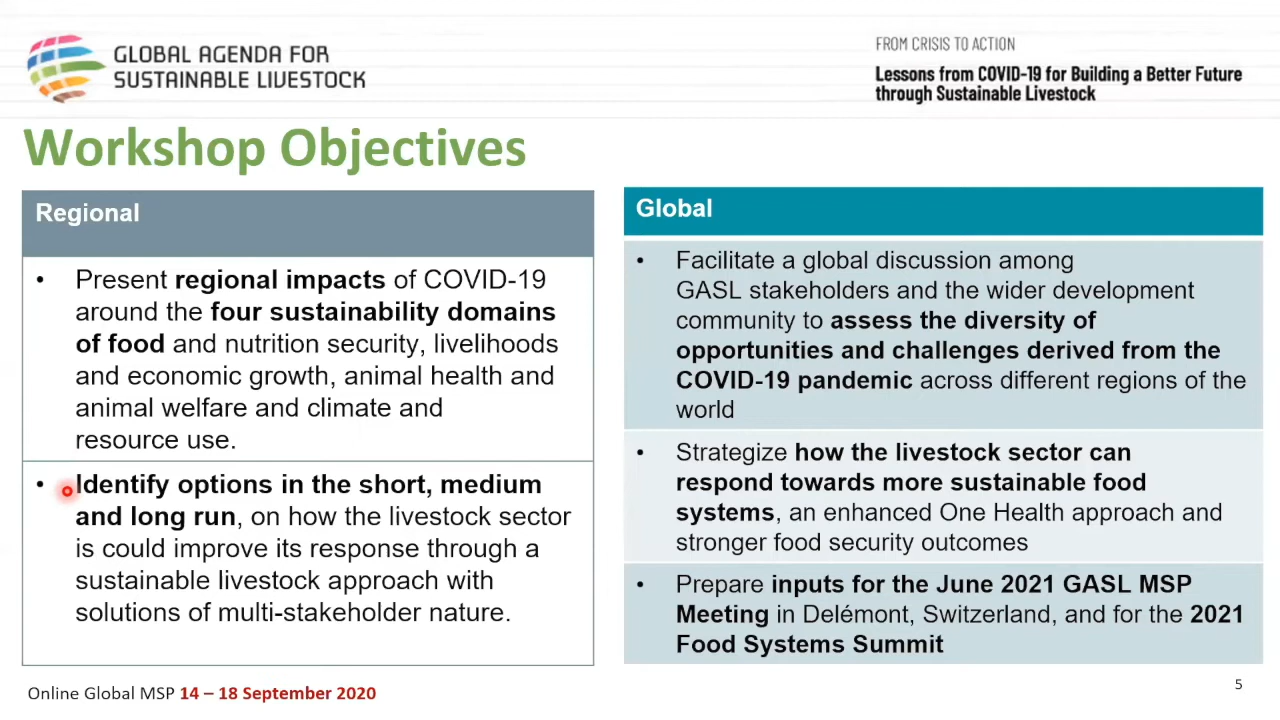 GLOBAL AGENDA FOR
SUSTAINABLE LIVESTOCK
FROM CRISIS TO ACTION
Lessons from COVID-19 for Building a Better Future
through Sustainable Livestock
Workshop Objectives
Regional
• Present regional impacts of COVID-19
around the four sustainability domains
of food and nutrition security, livelihoods
and economic growth, animal health and
animal welfare and climate and
resource use.
• Identify options in the short, medium
and long run, on how the livestock sector
is could improve its response through a
sustainable livestock approach with
solutions of multi-stakeholder nature.
Global
• Facilitate a global discussion among
GASL stakeholders and the wider development
community to assess the diversity of
opportunities and challenges derived from the
COVID-19 pandemic across different regions of the
world
• Strategize how the livestock sector can
respond towards more sustainable food
systems, an enhanced One Health approach and
stronger food security outcomes
• Prepare inputs for the June 2021 GASL MSP
Meeting in Delémont, Switzerland, and for the 2021
Food Systems Summit
Online Global MSP 14 – 18 September 2020
5